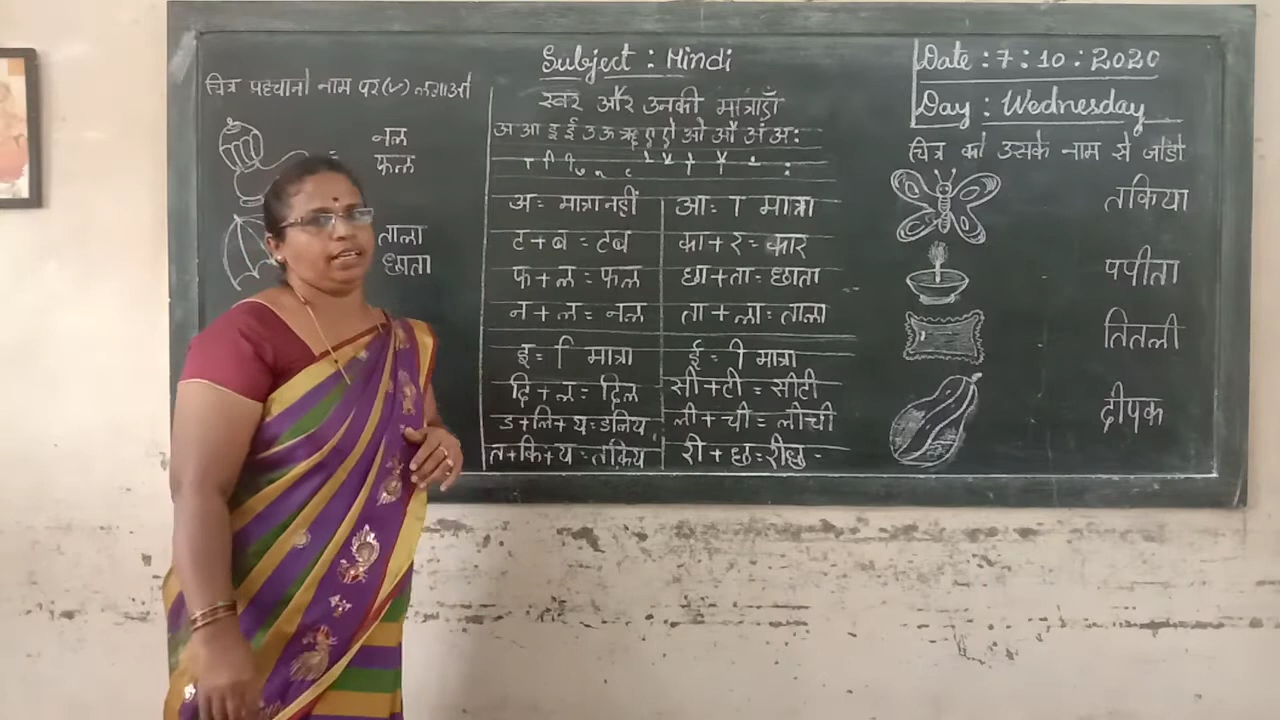 Subject : Hindi
Date : 7 : 10 : 2020
Day : Wednesday
चित्र पहचानो नाम पर (✓) लगाओ
नल
फल
ताला
छाता
स्वर और उनकी मात्राएँ
अ आ इ ई उ ऊ ऋ ए ऐ ओ औ अं अः
ा ि ी ु ू ृ े ै ो ौ ं ः
अ = मात्रा नहीं
ट + ब = टब
फ + ल = फल
न + ल = नल
इ = ि मात्रा
दि + ल = दिल
ड + लि + य = डलिय
त + कि + य = तकिय
आ : ा मात्रा
का + र = कार
छा + ता = छाता
ता + ला = ताला
ई = ी मात्रा
सी + टी = सीटी
ली + ची = लीची
री + छ = रीछ
चित्र को उसके नाम से जोडो
तकिया
पपीता
तितली
दीपक